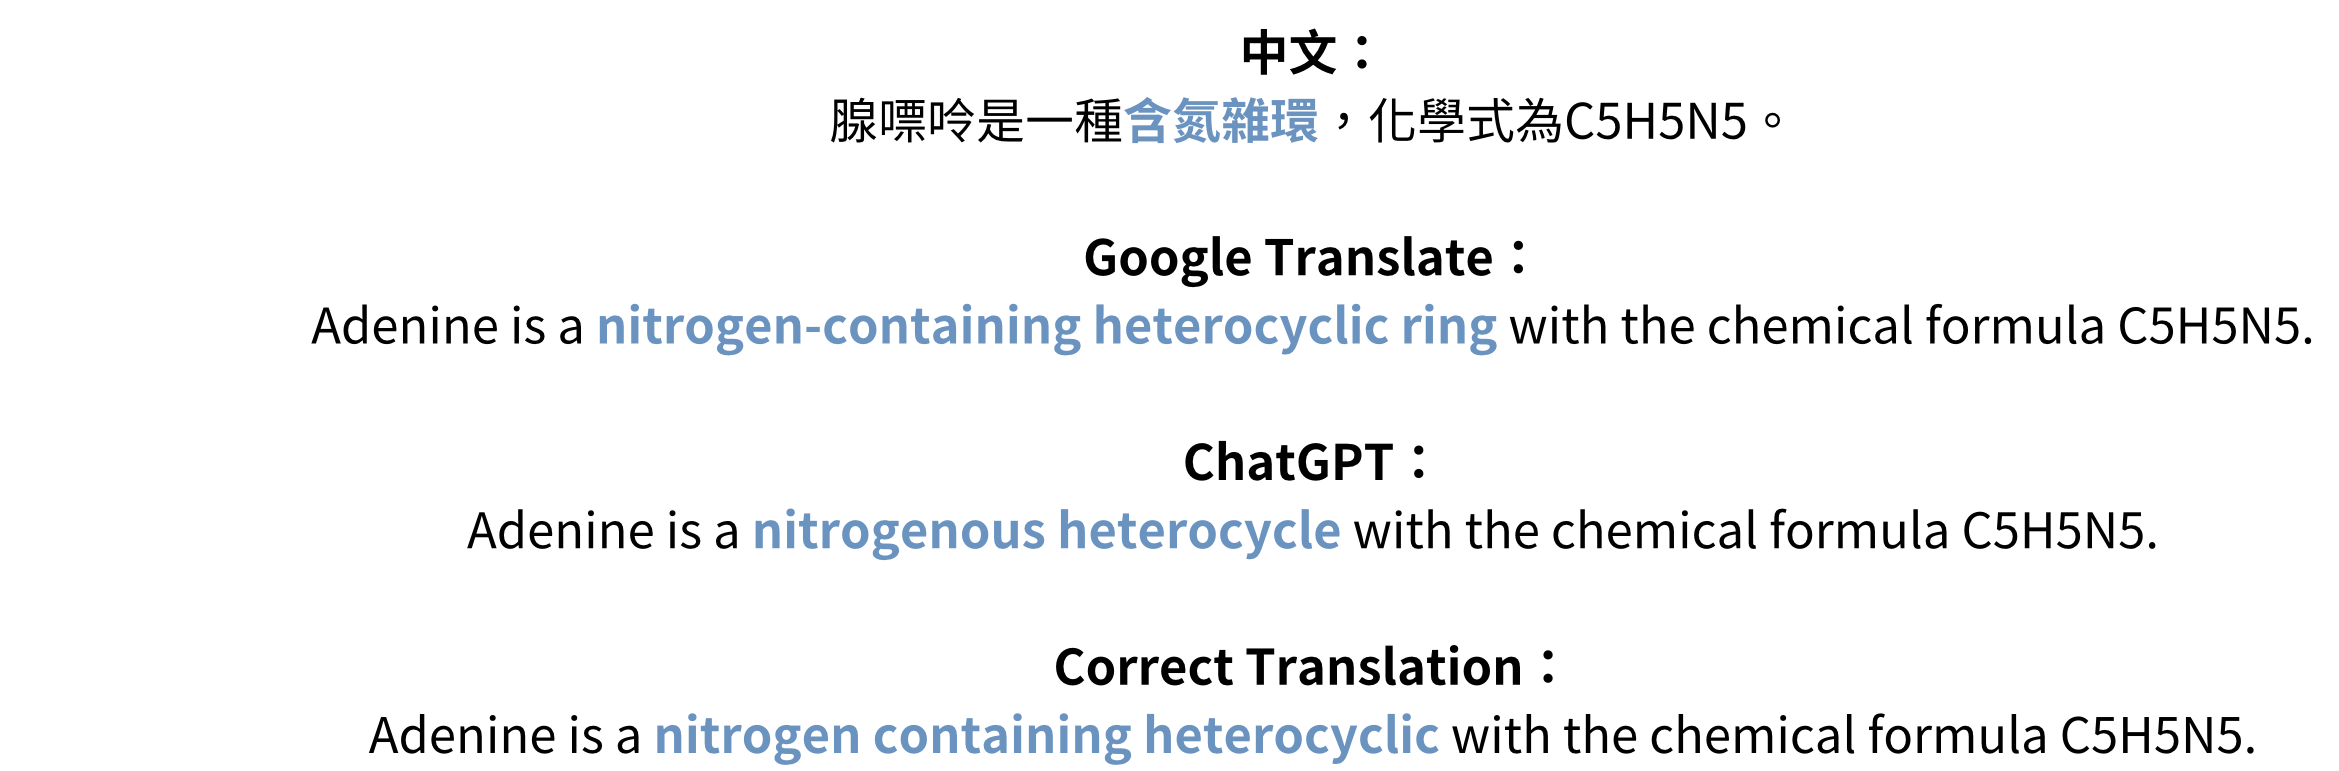 中文：
腺嘌呤是一種含氮雜環，化學式為C5H5N5。
Google Translate：
Adenine is a nitrogen-containing heterocyclic ring with the chemical formula C5H5N5.
ChatGPT：
Adenine is a nitrogenous heterocycle with the chemical formula C5H5N5.
Correct Translation：
Adenine is a nitrogen containing heterocyclic with the chemical formula C5H5N5.